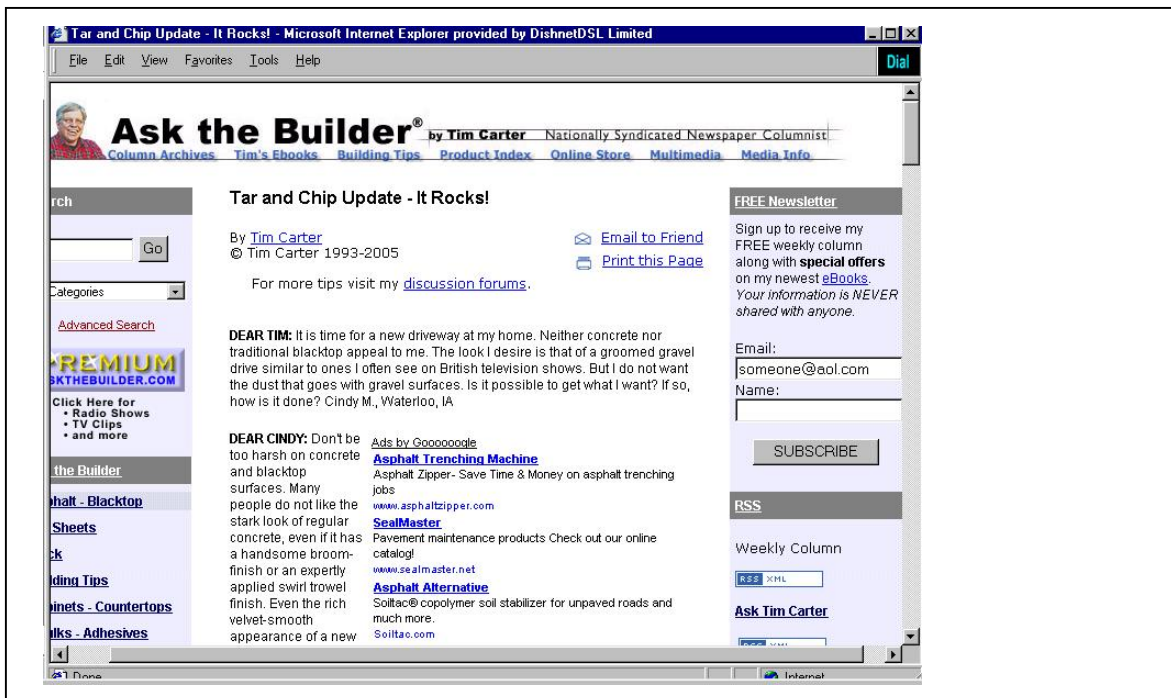 Tar and Chip Update - It Rocks! - Microsoft Internet Explorer provided by DishnetDSL Limited
File Edit View Favorites Tools Help
Dial
Ask the Builder® by Tim Carter Nationally Syndicated Newspaper Columnist
Column Archives Tim's Ebooks Building Tips Product Index Online Store Multimedia Media Info
rch
Go
Categories
Advanced Search
PREMIUM
SKTHEBUILDER.COM
Click Here for
• Radio Shows
• TV Clips
• and more
the Builder
phalt - Blacktop
Sheets
ck
lding Tips
binets - Countertops
ulks - Adhesives
Tar and Chip Update - It Rocks!
By Tim Carter
© Tim Carter 1993-2005
Email to Friend
Print this Page
For more tips visit my discussion forums.
DEAR TIM: It is time for a new driveway at my home. Neither concrete nor
traditional blacktop appeal to me. The look I desire is that of a groomed gravel
drive similar to ones I often see on British television shows. But I do not want
the dust that goes with gravel surfaces. Is it possible to get what I want? If so,
how is it done? Cindy M., Waterloo, IA
DEAR CINDY: Don't be
too harsh on concrete
and blacktop
surfaces. Many
people do not like the
stark look of regular
concrete, even if it has
a handsome broom-
finish or an expertly
applied swirl trowel
finish. Even the rich
velvet-smooth
appearance of a new
Ads by Goooooogle
Asphalt Trenching Machine
Asphalt Zipper- Save Time & Money on asphalt trenching
jobs
www.asphaltzipper.com
SealMaster
Pavement maintenance products Check out our online
catalog!
www.sealmaster.net
Asphalt Alternative
Soiltac® copolymer soil stabilizer for unpaved roads and
much more.
Soiltac.com
FREE Newsletter
Sign up to receive my
FREE weekly column
along with special offers
on my newest eBooks.
Your information is NEVER
shared with anyone.
Email:
someone@aol.com
Name:
SUBSCRIBE
RSS
Weekly Column
RSS XML
Ask Tim Carter
RSS XML
Done
Internet